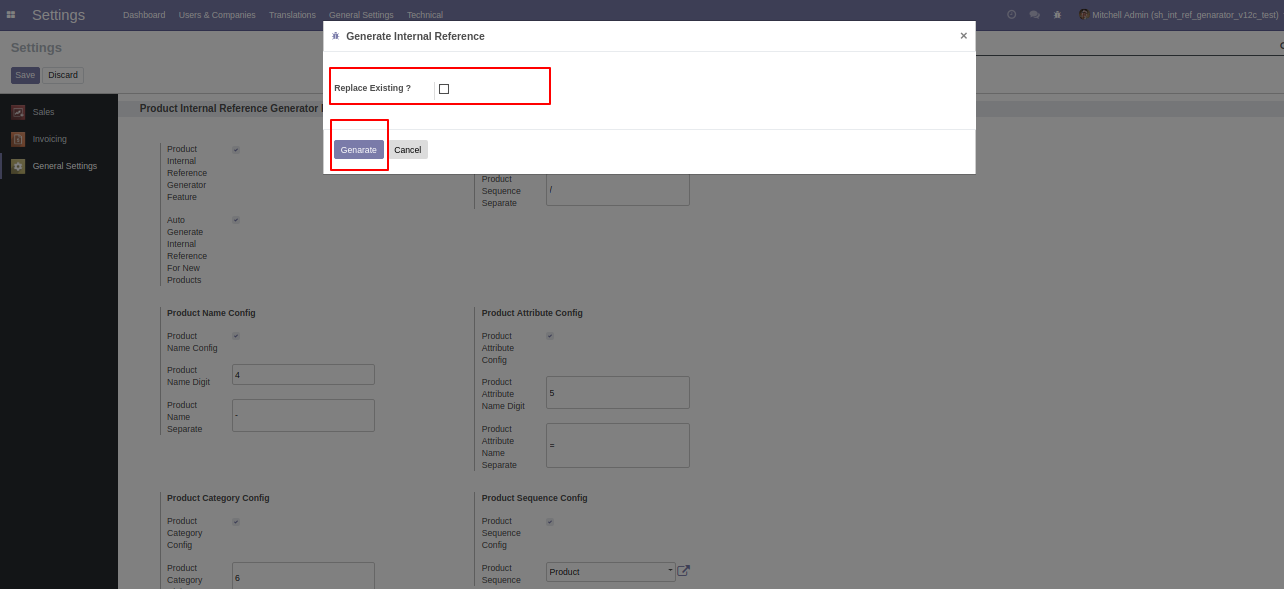 Settings
Dashboard Users & Companies Translations General Settings Technical
Mitchell Admin (sh_int_ref_genarator_v12c_test)
Settings
Save Discard
Generate Internal Reference ×
Replace Existing ?
Genarate Cancel
Sales
Invoicing
General Settings
Product Internal Reference Generator
Product
Internal
Reference
Generator
Feature
Auto
Generate
Internal
Reference
For New
Products
Product
Sequence
Separate
/
Product Name Config
Product
Name Config
Product
Name Digit
4
Product
Name
Separate
-
Product Attribute Config
Product
Attribute
Config
Product
Attribute
Name Digit
5
Product
Attribute
Name
Separate
=
Product Category Config
Product
Category
Config
Product
Category
6
Product Sequence Config
Product
Sequence
Config
Product
Sequence
Product